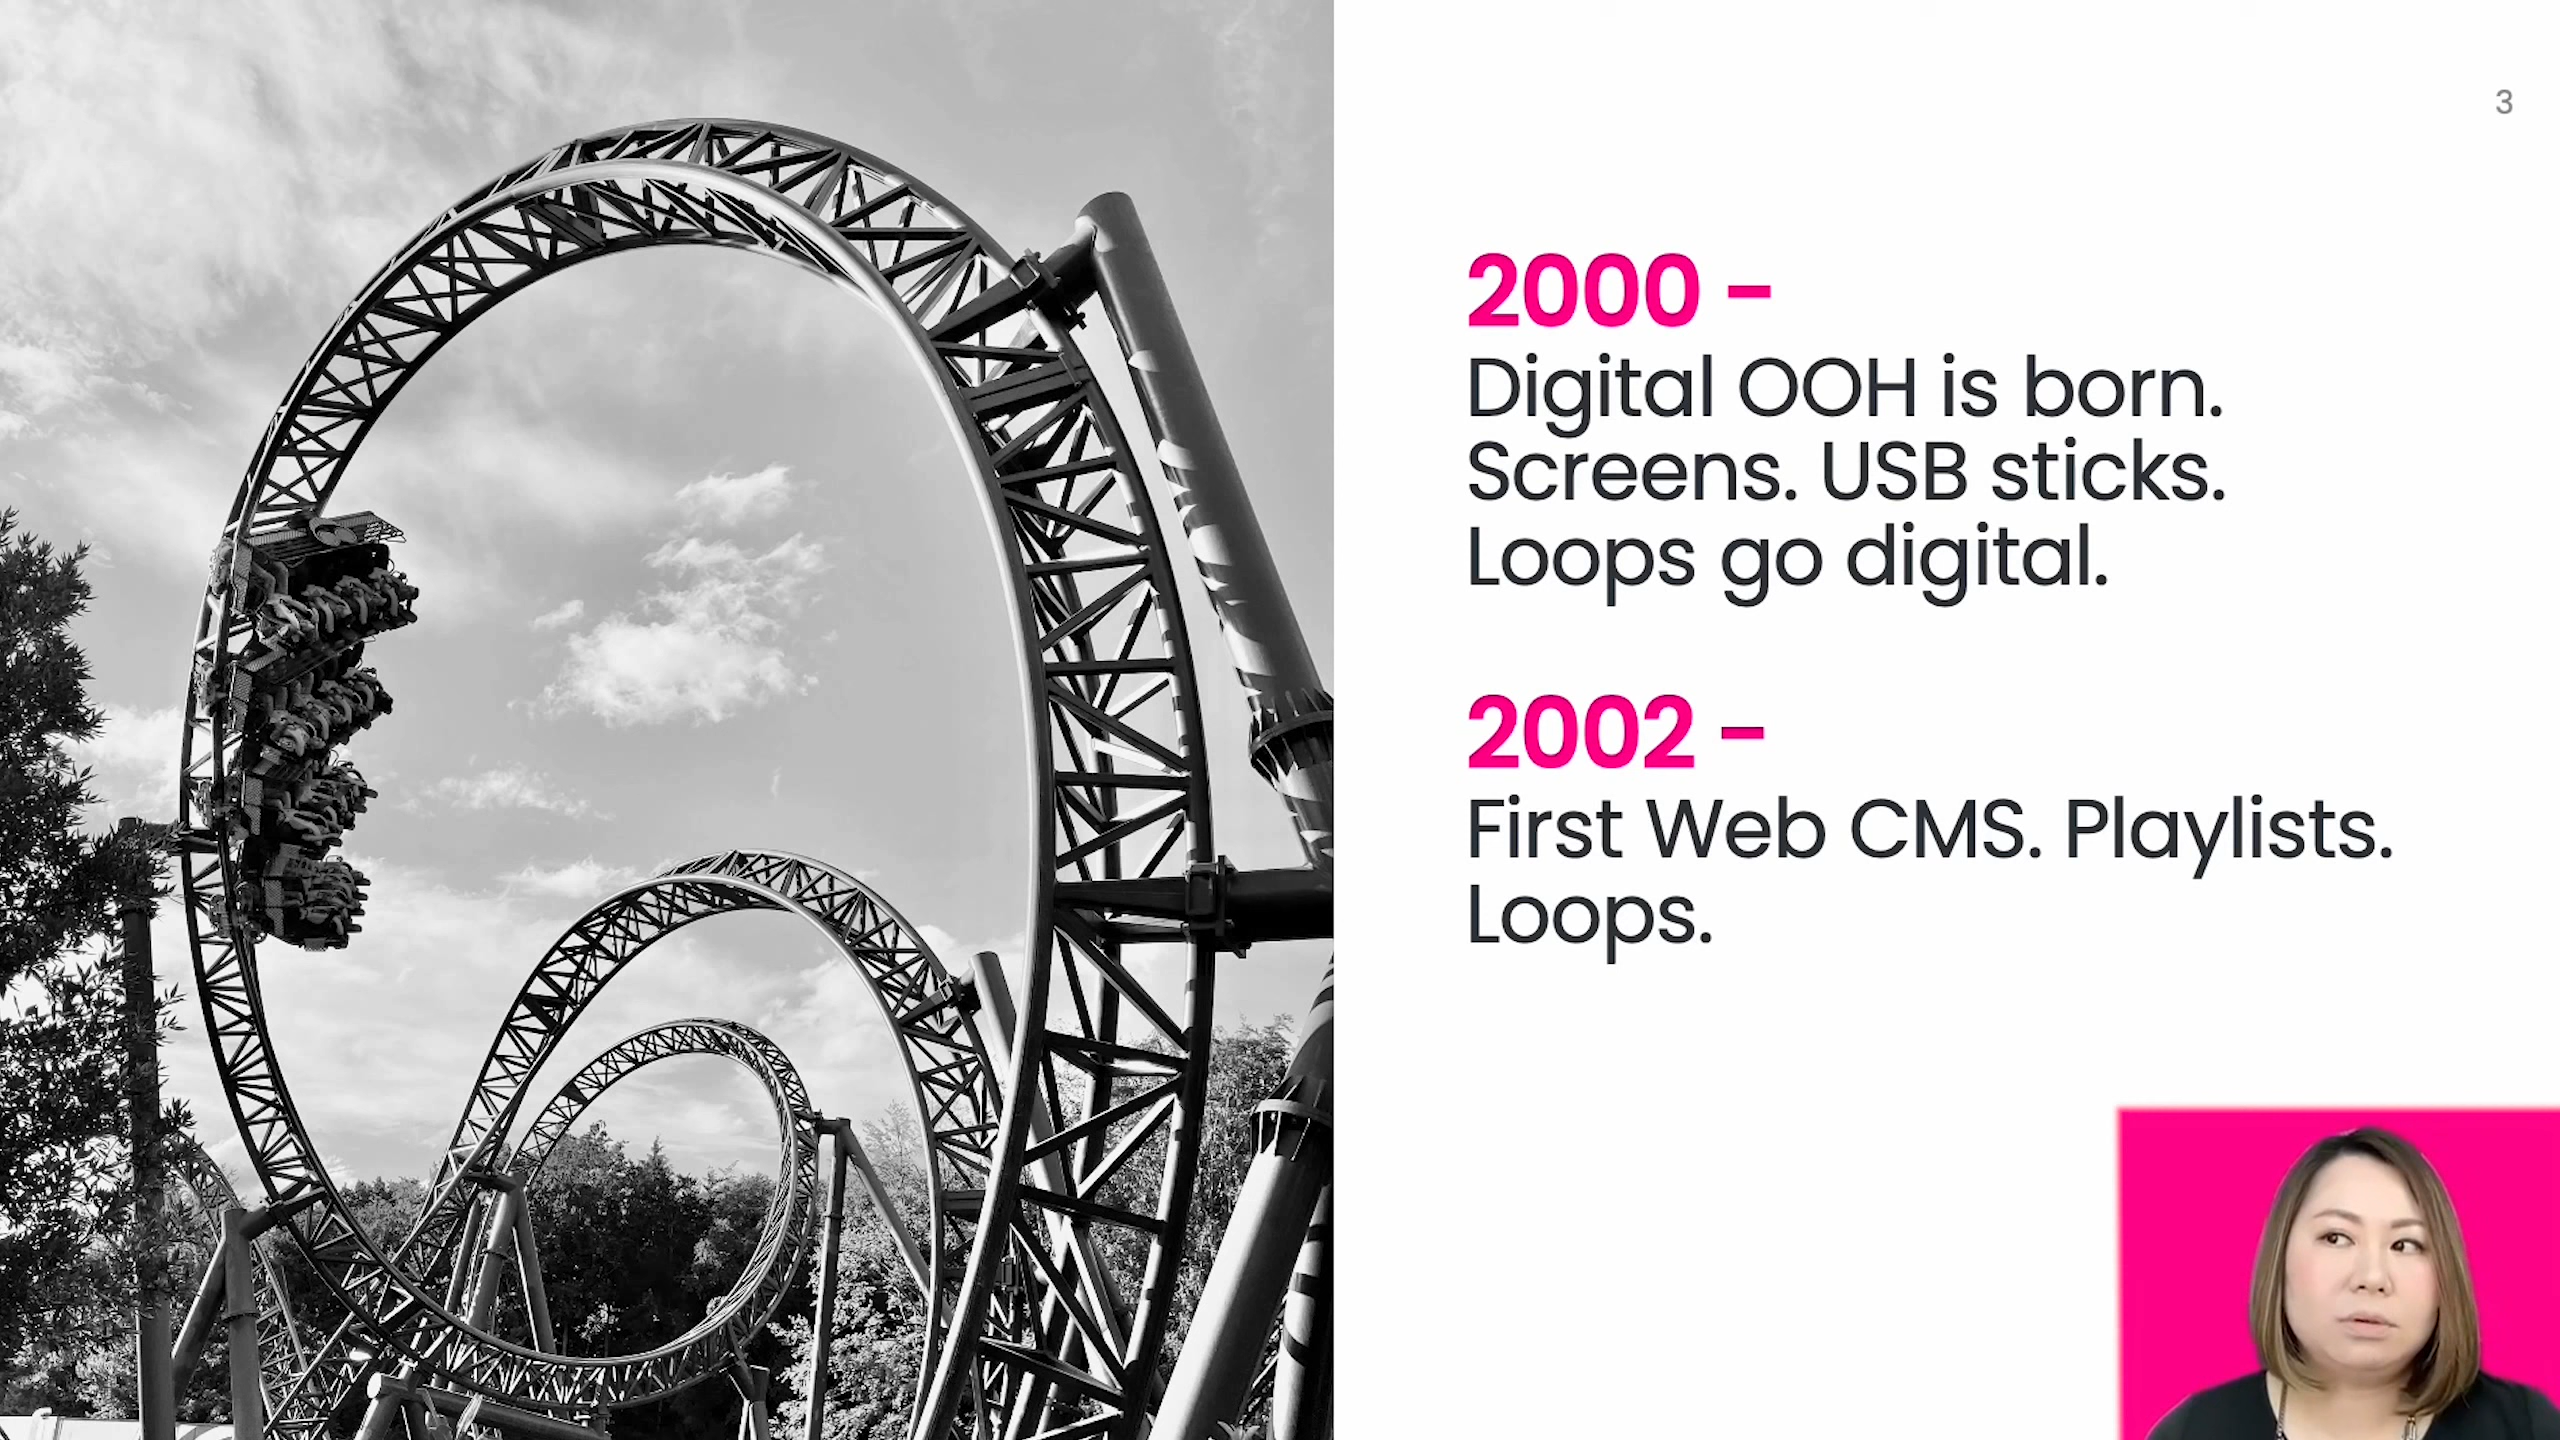 3
2000 –
Digital OOH is born.
Screens. USB sticks.
Loops go digital.
2002 –
First Web CMS. Playlists.
Loops.